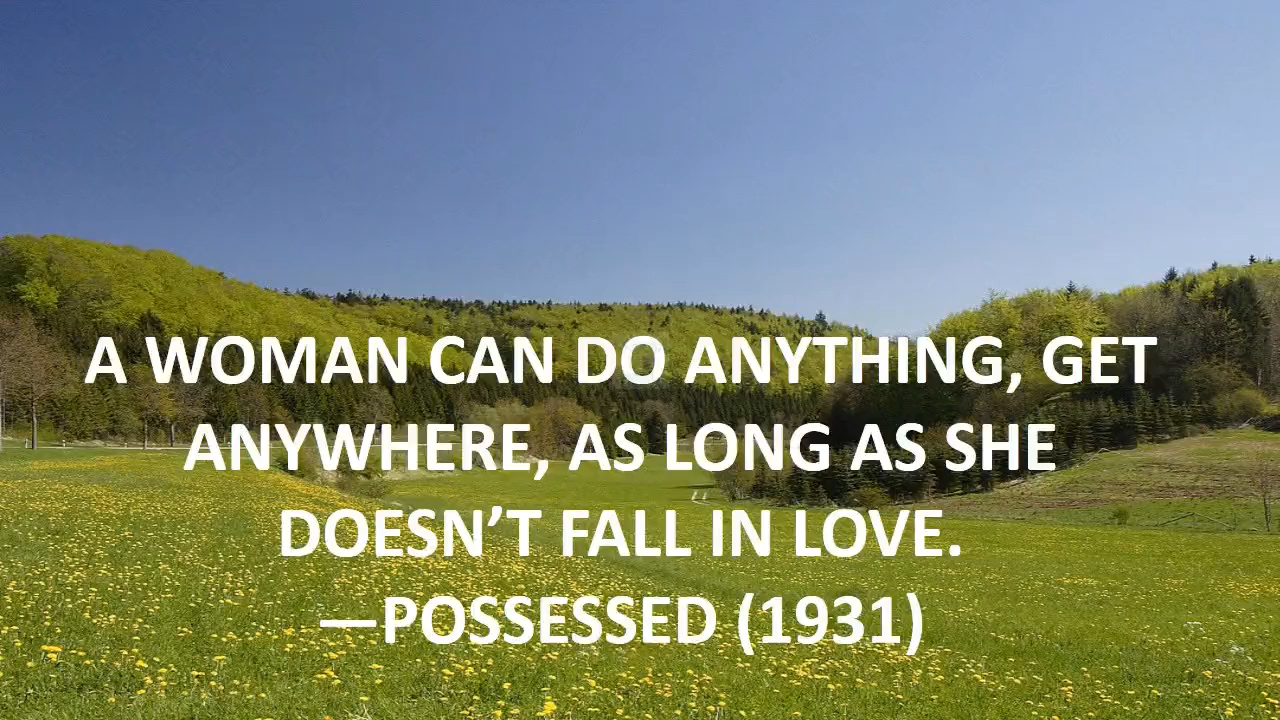 A WOMAN CAN DO ANYTHING, GET
ANYWHERE, AS LONG AS SHE
DOESN’T FALL IN LOVE.
—POSSESSED (1931)